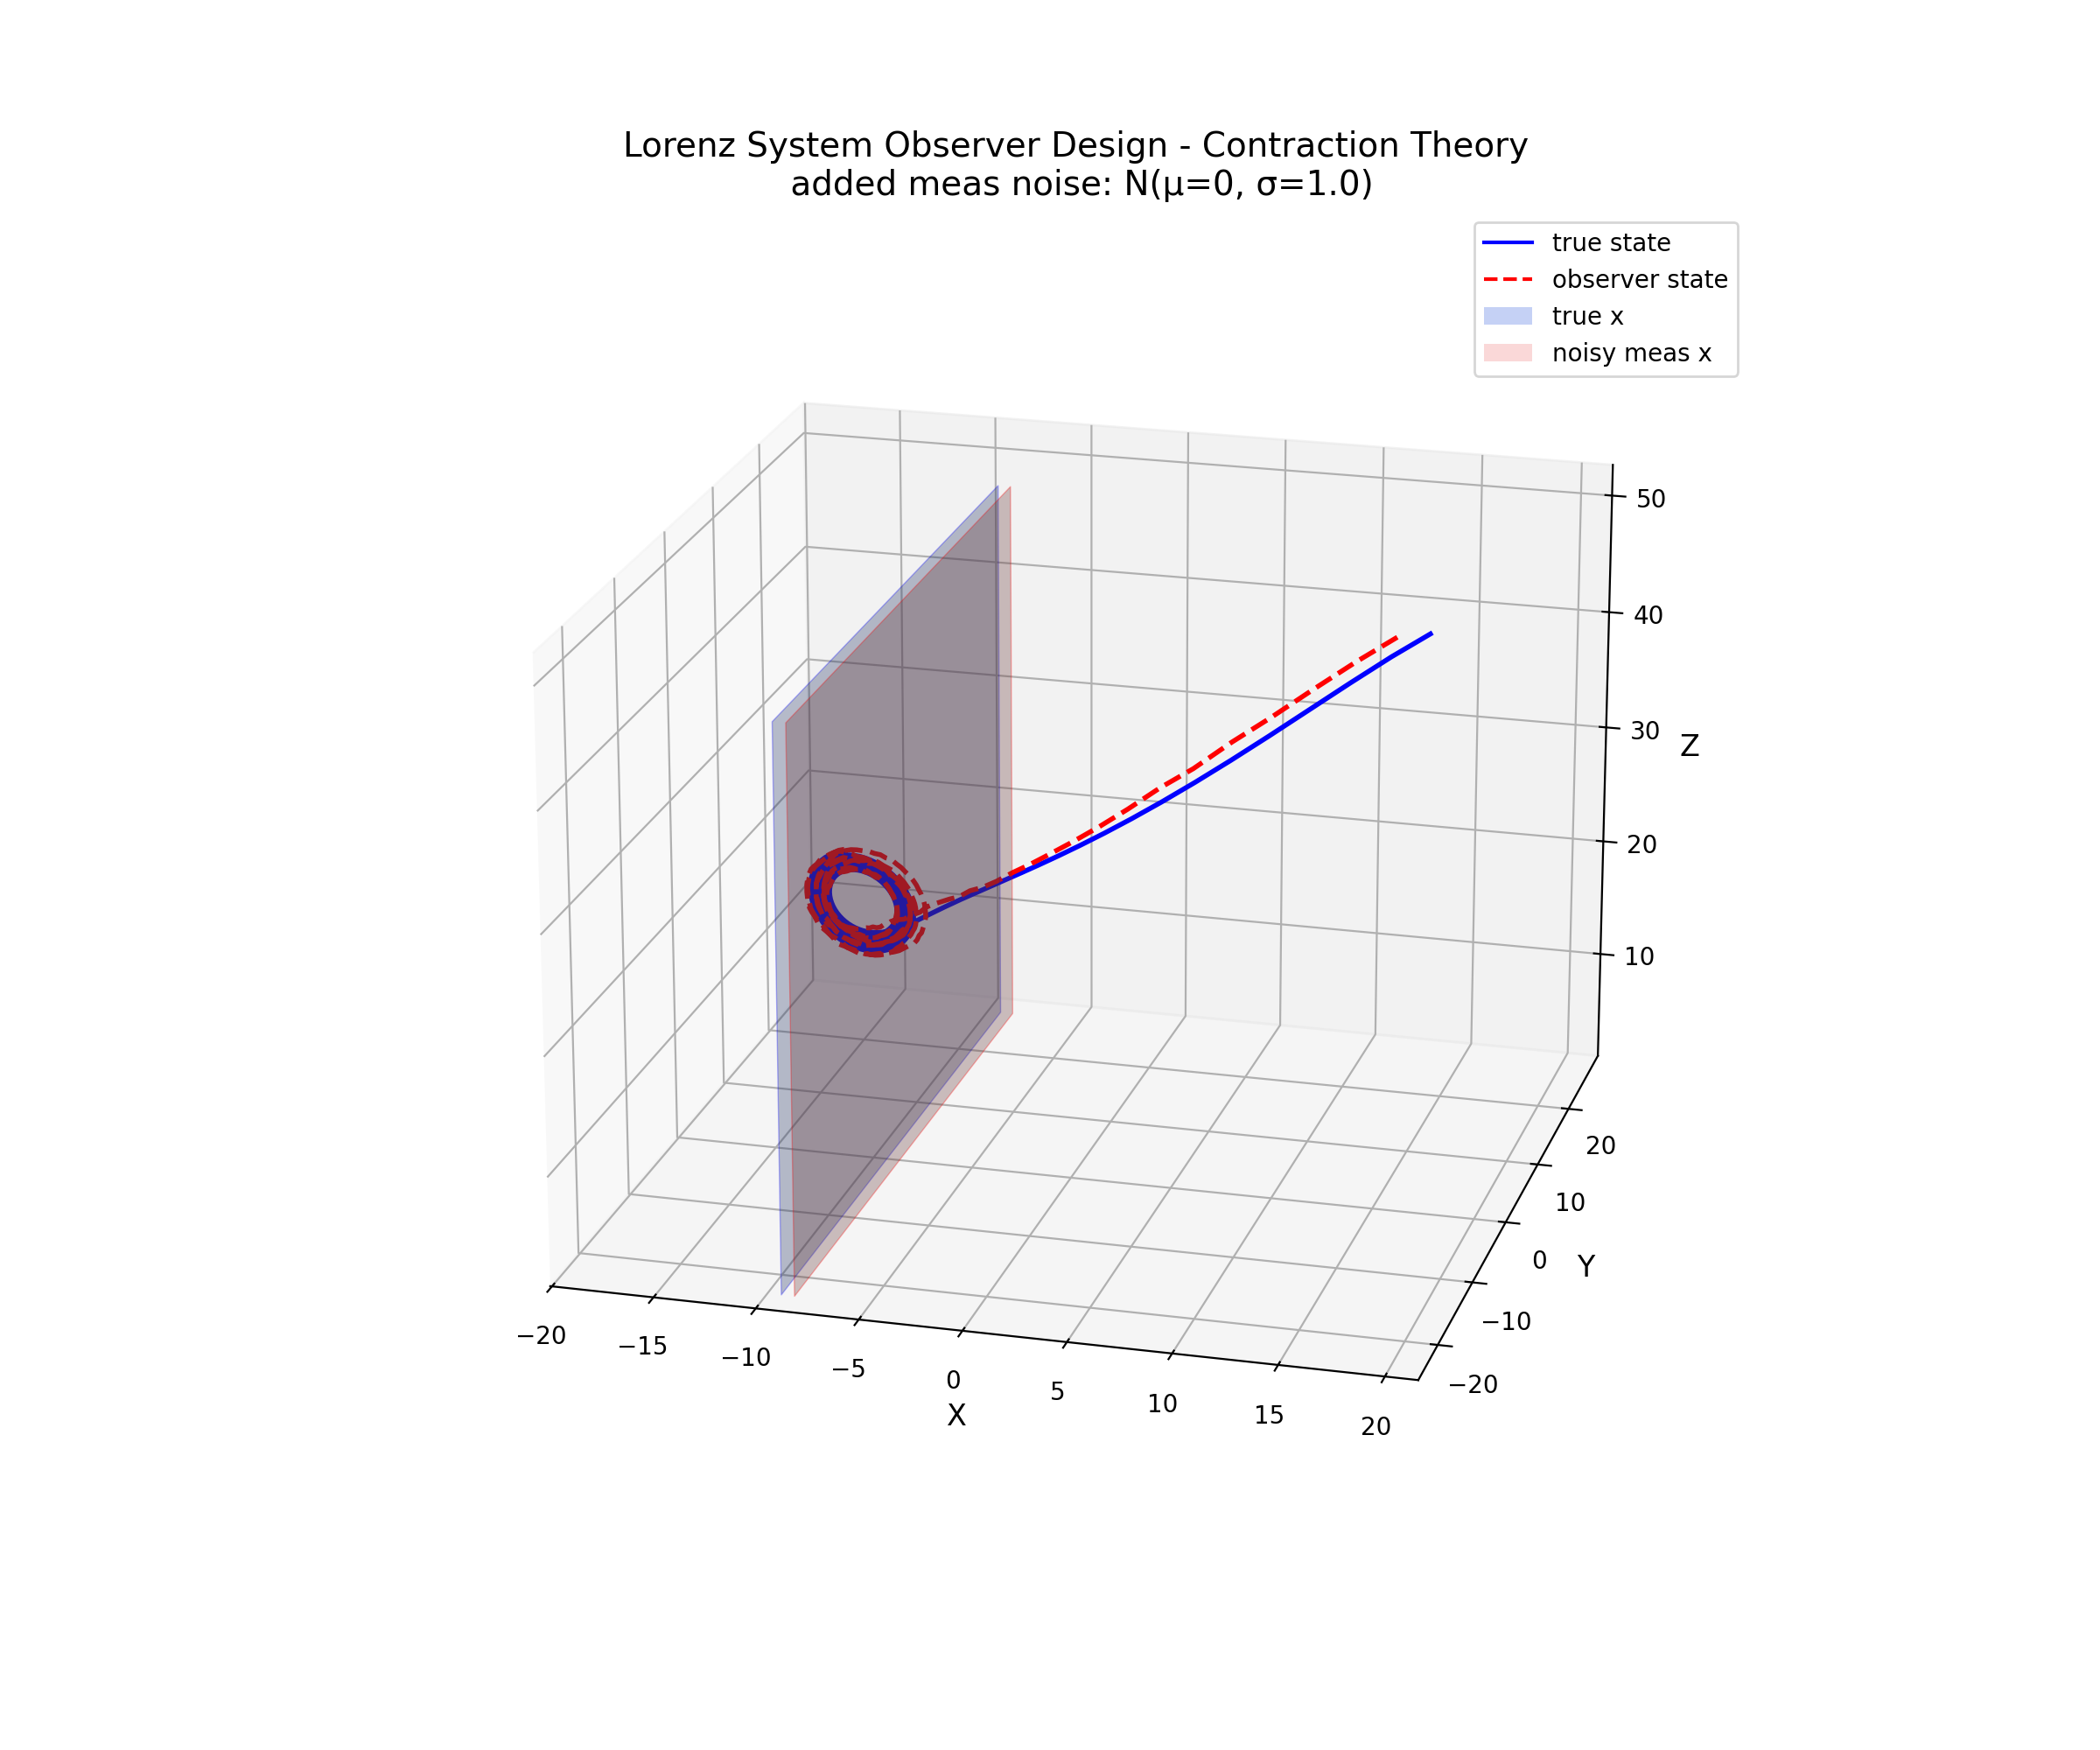 Lorenz System Observer Design - Contraction Theory
added meas noise: N(μ=0, σ=1.0)
true state
observer state
true x
noisy meas x
50
40
30
Z
20
10
20
10
0
Y
−10
−20
−20
−15
−10
−5
0
5
10
15
20
X